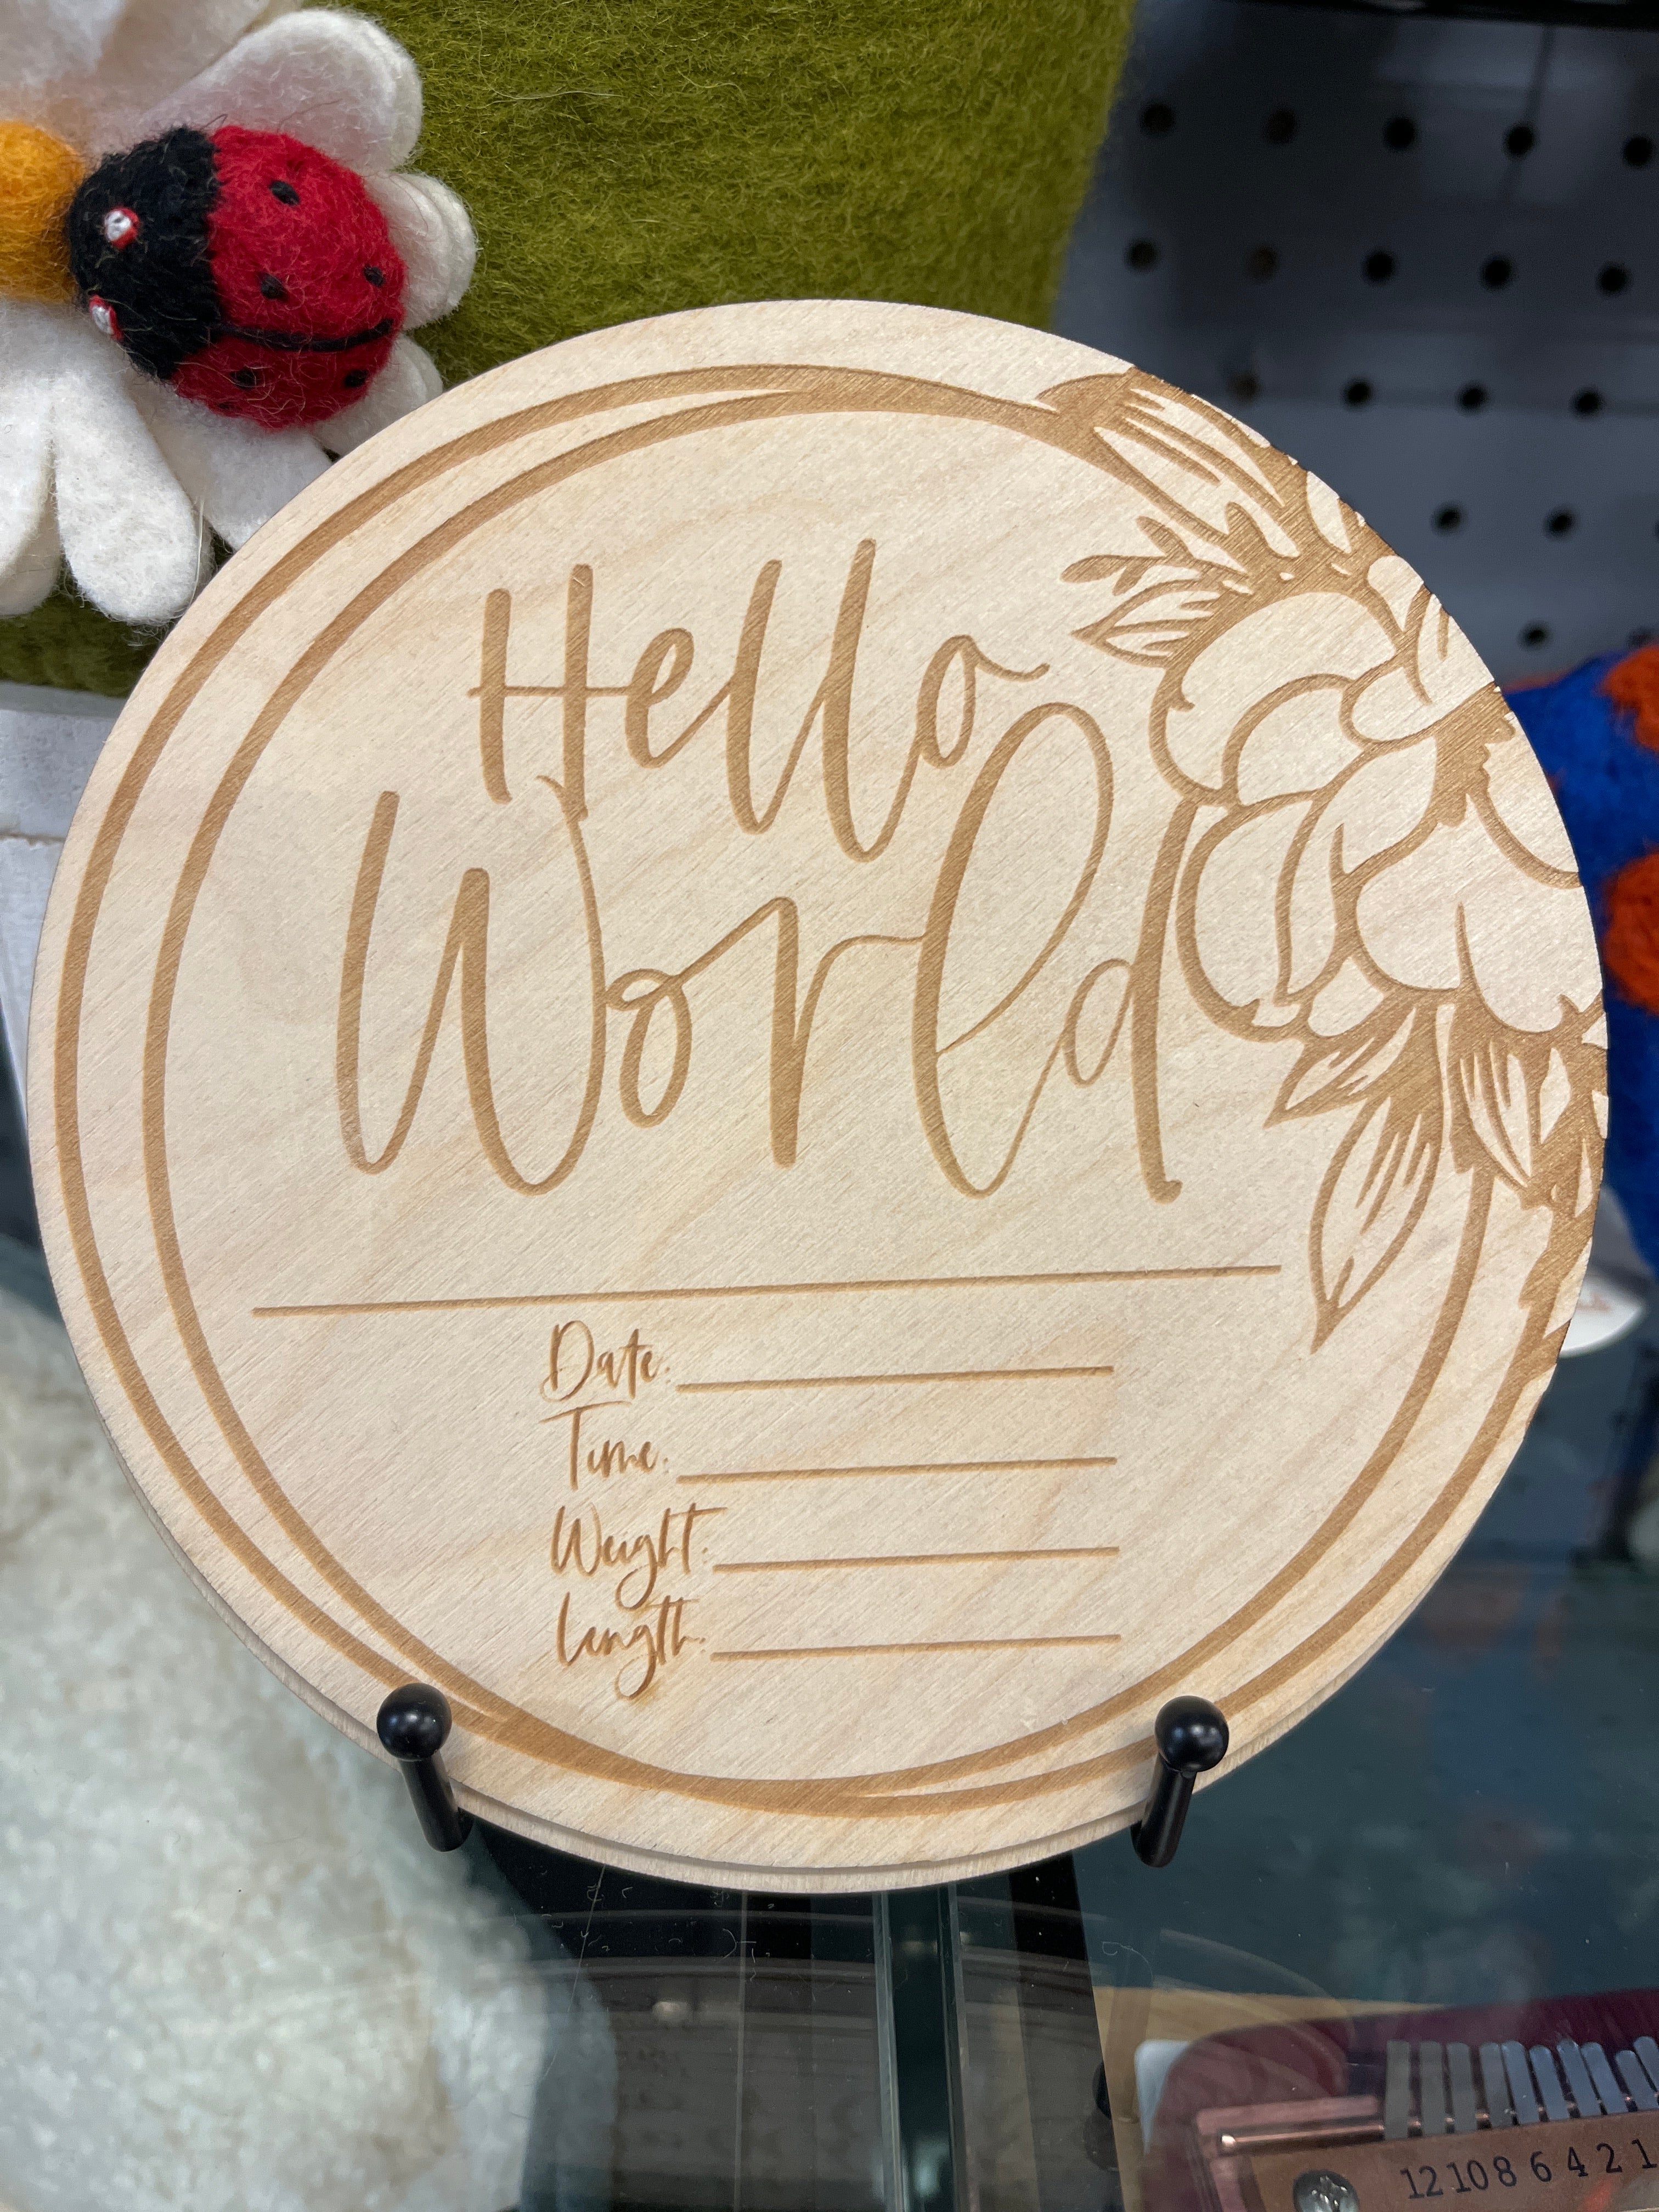 Hello
World
Date:
Time:
Weight:
Length:
12 10 8 6 4 2 1